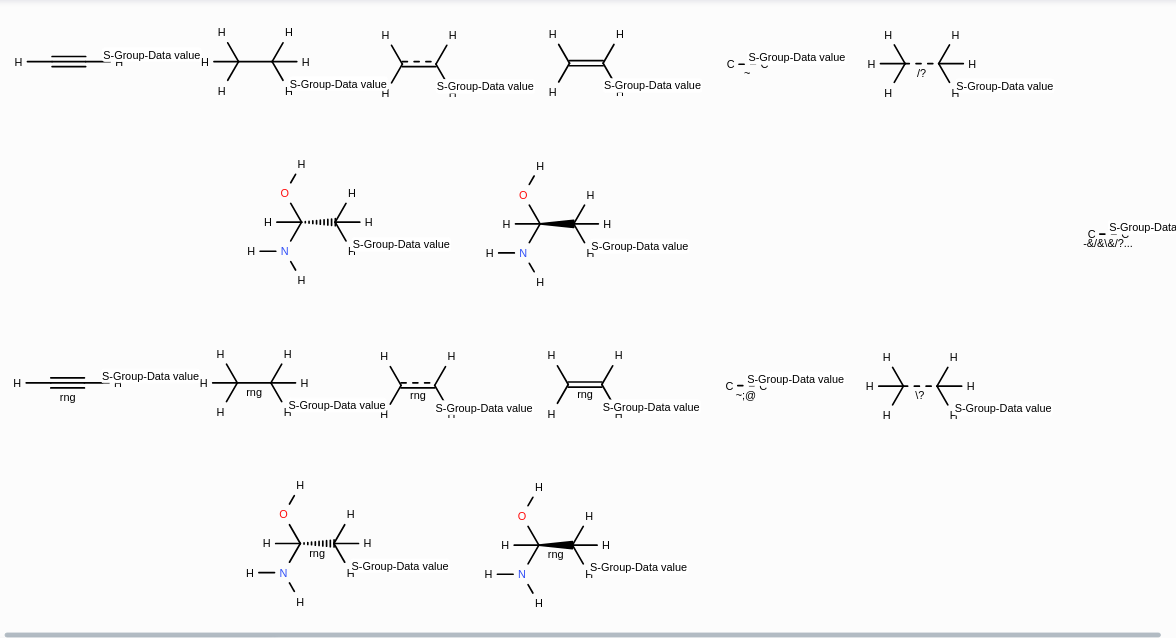 H S-Group-Data value H
H H H H H H S-Group-Data value
H H H H S-Group-Data value
H H H H S-Group-Data value
C ~ C S-Group-Data value
H H H H H H /? S-Group-Data value
H O H H H H N H H S-Group-Data value
H O H H H H N H H S-Group-Data value
C C -&/&\&/?... S-Group-Data
H rng H S-Group-Data value
H H H H H H rng S-Group-Data value
H H H H rng S-Group-Data value
H H H H rng S-Group-Data value
C ~;@ C S-Group-Data value
H H H H H H \? S-Group-Data value
H O H H H H N H H rng S-Group-Data value
H O H H H H N H H rng S-Group-Data value